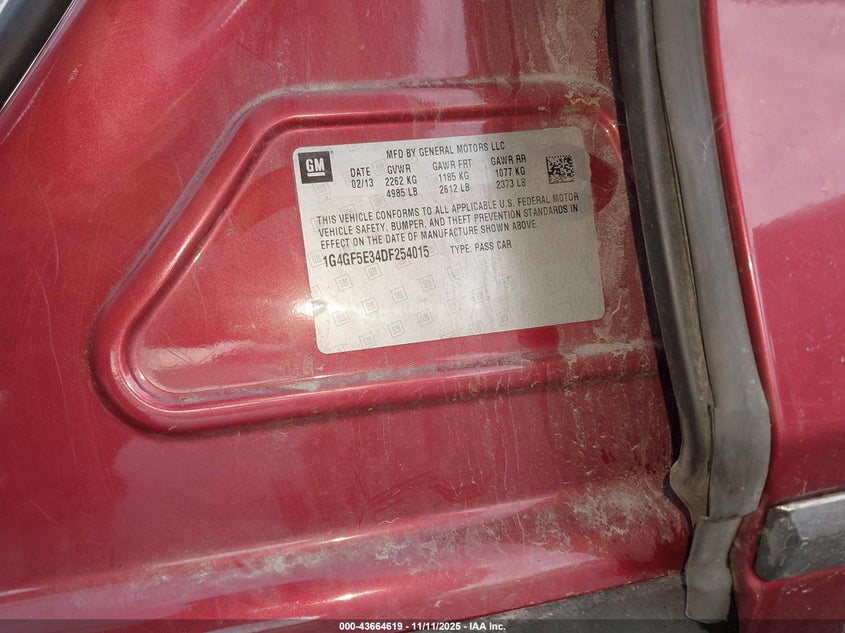 GM
MFD BY GENERAL MOTORS LLC
DATE GVWR GAWR FRT GAWR RR
02/13 2262 KG 1185 KG 1077 KG
4985 LB 2612 LB 2373 LB
THIS VEHICLE CONFORMS TO ALL APPLICABLE U.S. FEDERAL MOTOR
VEHICLE SAFETY, BUMPER, AND THEFT PREVENTION STANDARDS IN
EFFECT ON THE DATE OF MANUFACTURE SHOWN ABOVE.
1G4GF5E34DF254015 TYPE: PASS CAR
000-43664619 - 11/11/2025 - IAA Inc.